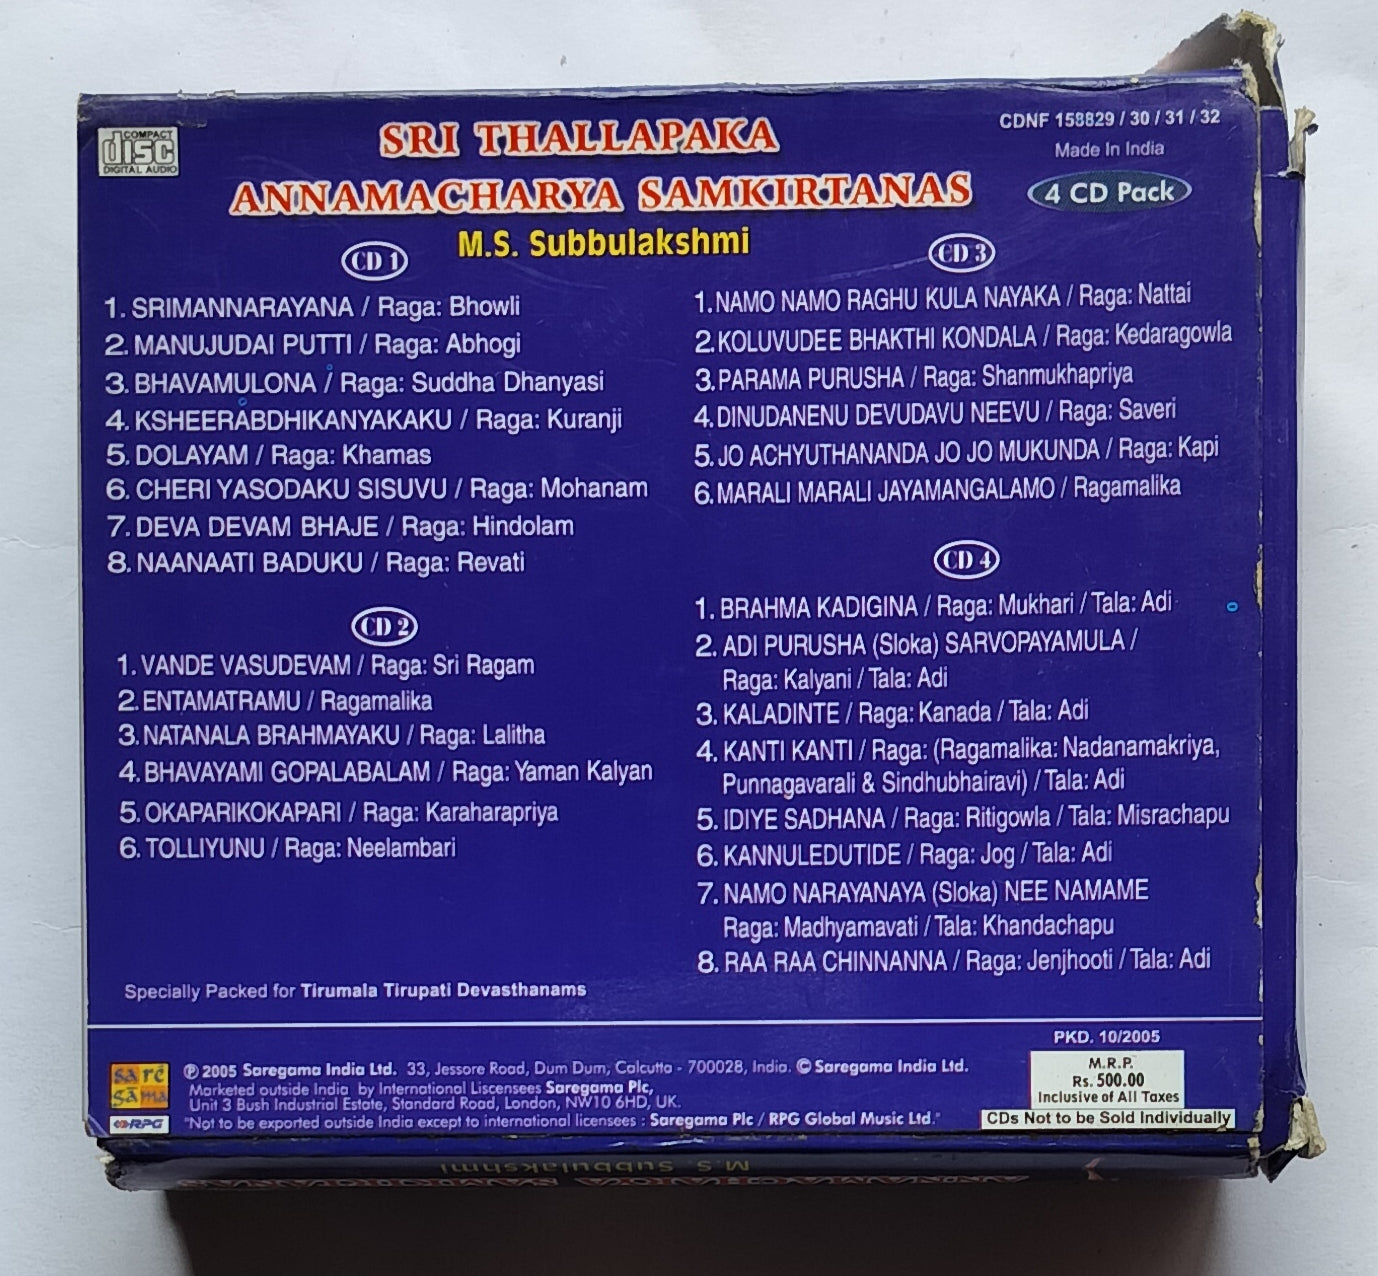 COMPACT
disc
DIGITAL AUDIO
SRI THALLAPAKA
ANNAMACHARYA SAMKIRTANAS
M.S. Subbulakshmi
CDNF 158829 / 30 / 31 / 32
Made In India
4 CD Pack
CD 1
1. SRIMANNARAYANA / Raga: Bhowli
2. MANUJUDAI PUTTI / Raga: Abhogi
3. BHAVAMULONA / Raga: Suddha Dhanyasi
4. KSHEERABDHIKANYAKAKU / Raga: Kuranji
5. DOLAYAM / Raga: Khamas
6. CHERI YASODAKU SISUVU / Raga: Mohanam
7. DEVA DEVAM BHAJE / Raga: Hindolam
8. NAANAATI BADUKU / Raga: Revati
CD 2
1. VANDE VASUDEVAM / Raga: Sri Ragam
2. ENTAMATRAMU / Ragamalika
3. NATANALA BRAHMAYAKU / Raga: Lalitha
4. BHAVAYAMI GOPALABALAM / Raga: Yaman Kalyan
5. OKAPARIKOKAPARI / Raga: Karaharapriya
6. TOLLIYUNU / Raga: Neelambari
CD 3
1. NAMO NAMO RAGHU KULA NAYAKA / Raga: Nattai
2. KOLUVUDEE BHAKTHI KONDALA / Raga: Kedaragowla
3. PARAMA PURUSHA / Raga: Shanmukhapriya
4. DINUDANENU DEVUDAVU NEEVU / Raga: Saveri
5. JO ACHYUTHANANDA JO JO MUKUNDA / Raga: Kapi
6. MARALI MARALI JAYAMANGALAMO / Ragamalika
CD 4
1. BRAHMA KADIGINA / Raga: Mukhari / Tala: Adi
2. ADI PURUSHA (Sloka) SARVOPAYAMULA /
Raga: Kalyani / Tala: Adi
3. KALADINTE / Raga: Kanada / Tala: Adi
4. KANTI KANTI / Raga: (Ragamalika: Nadanamakriya,
Punnagavarali & Sindhubhairavi) / Tala: Adi
5. IDIYE SADHANA / Raga: Ritigowla / Tala: Misrachapu
6. KANNULEDUTIDE / Raga: Jog / Tala: Adi
7. NAMO NARAYANAYA (Sloka) NEE NAMAME
Raga: Madhyamavati / Tala: Khandachapu
8. RAA RAA CHINNANNA / Raga: Jenjhooti / Tala: Adi
Specially Packed for Tirumala Tirupati Devasthanams
sa rē
gā ma
RPG
℗ 2005 Saregama India Ltd. 33, Jessore Road, Dum Dum, Calcutta - 700028, India. © Saregama India Ltd.
Marketed outside India by International Liscensees Saregama Plc,
Unit 3 Bush Industrial Estate, Standard Road, London, NW10 6HD, UK.
"Not to be exported outside India except to international licensees : Saregama Plc / RPG Global Music Ltd."
PKD. 10/2005
M.R.P.
Rs. 500.00
Inclusive of All Taxes
CDs Not to be Sold Individually
M.S. Subbulakshmi
ANNAMACHARYA SAMKIRTANAS